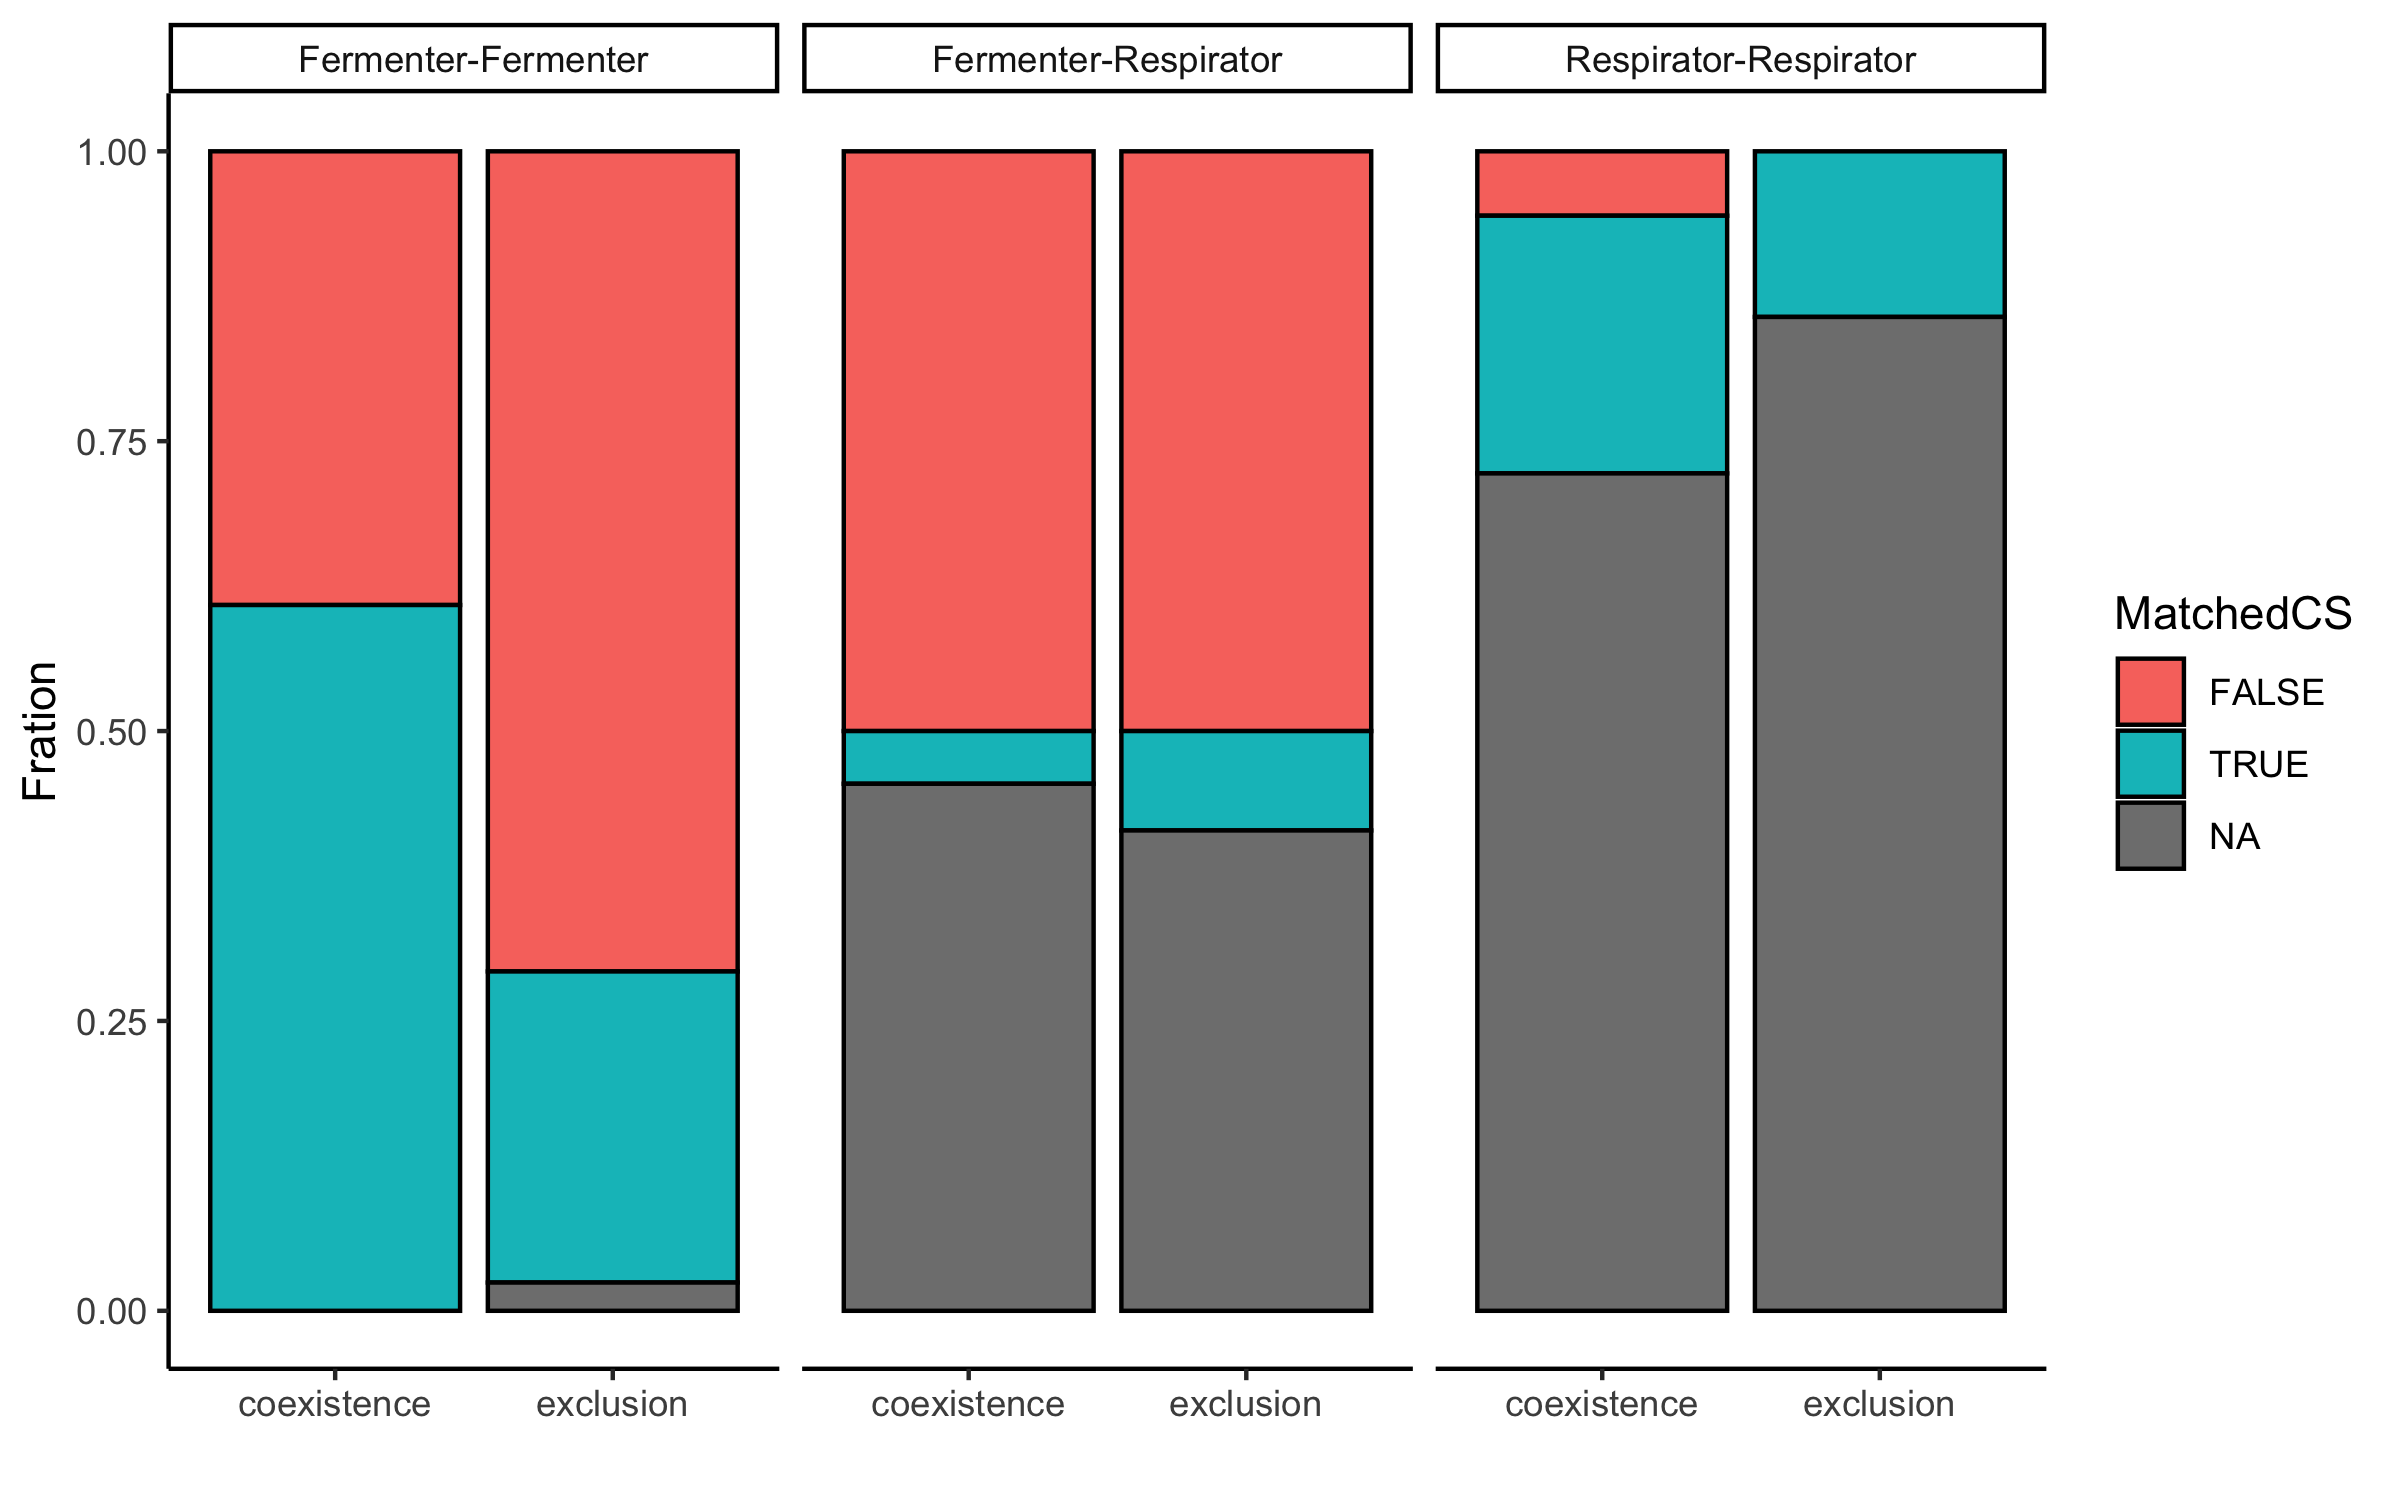 Fermenter-Fermenter
Fermenter-Respirator
Respirator-Respirator
1.00
0.75
0.50
0.25
0.00
Fration
coexistence
exclusion
coexistence
exclusion
coexistence
exclusion
MatchedCS
FALSE
TRUE
NA